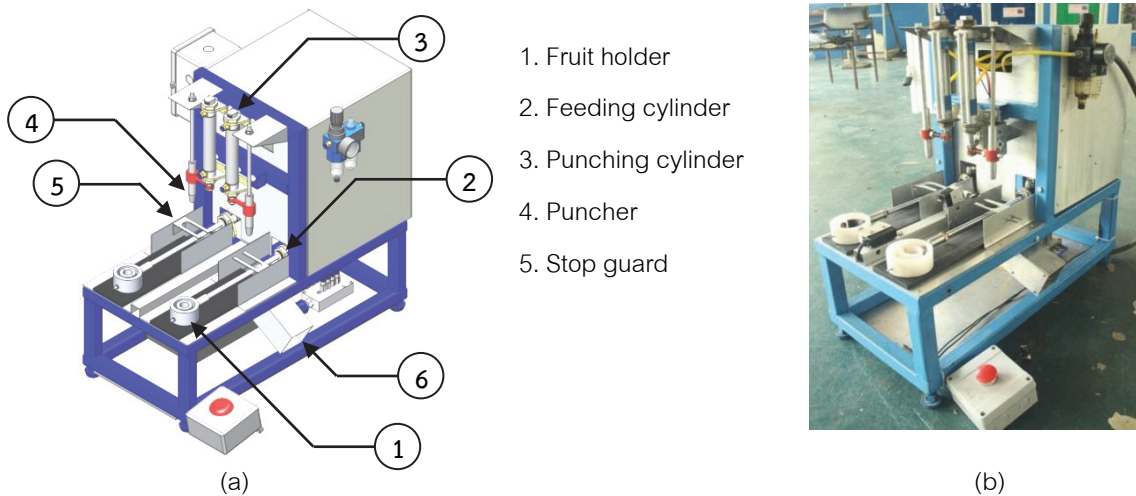 3
4
5
2
6
1
1. Fruit holder
2. Feeding cylinder
3. Punching cylinder
4. Puncher
5. Stop guard
(a)
(b)